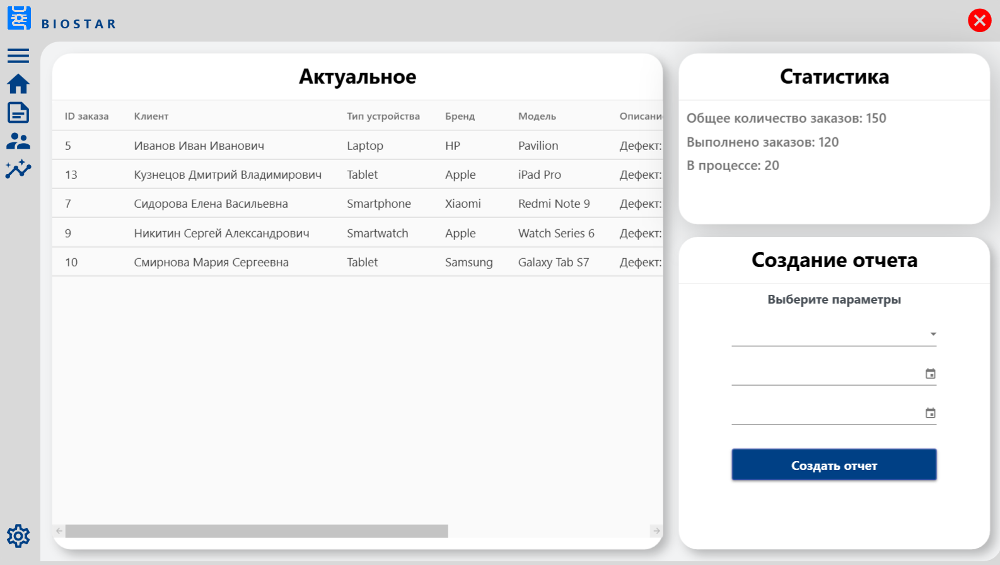 BIOSTAR
Актуальное
ID заказа Клиент Тип устройства Бренд Модель Описани
5 Иванов Иван Иванович Laptop HP Pavilion Дефект:
13 Кузнецов Дмитрий Владимирович Tablet Apple iPad Pro Дефект:
7 Сидорова Елена Васильевна Smartphone Xiaomi Redmi Note 9 Дефект:
9 Никитин Сергей Александрович Smartwatch Apple Watch Series 6 Дефект:
10 Смирнова Мария Сергеевна Tablet Samsung Galaxy Tab S7 Дефект:
Статистика
Общее количество заказов: 150
Выполнено заказов: 120
В процессе: 20
Создание отчета
Выберите параметры
Создать отчет